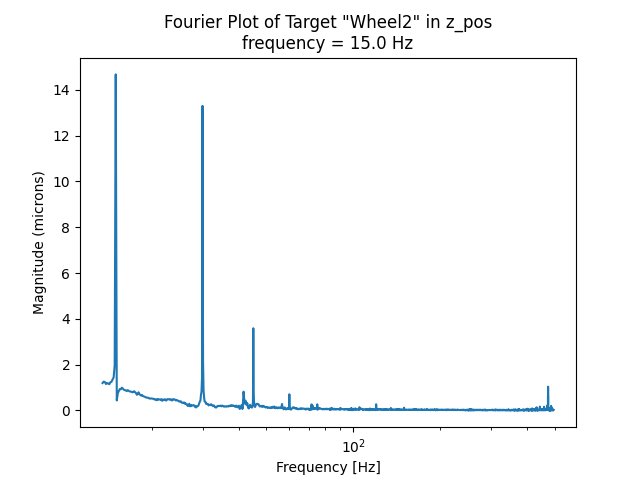 Fourier Plot of Target "Wheel2" in z_pos
frequency = 15.0 Hz
14
12
10
8
6
4
2
0
Magnitude (microns)
10²
Frequency [Hz]